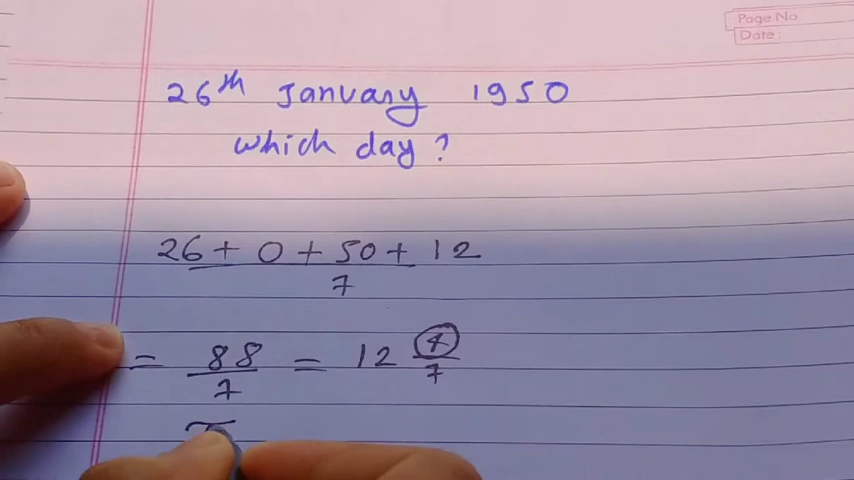 Page No.
Date:
26th January 1950
which day?
26 + 0 + 50 + 12
7
= 88 = 12 4
7 7